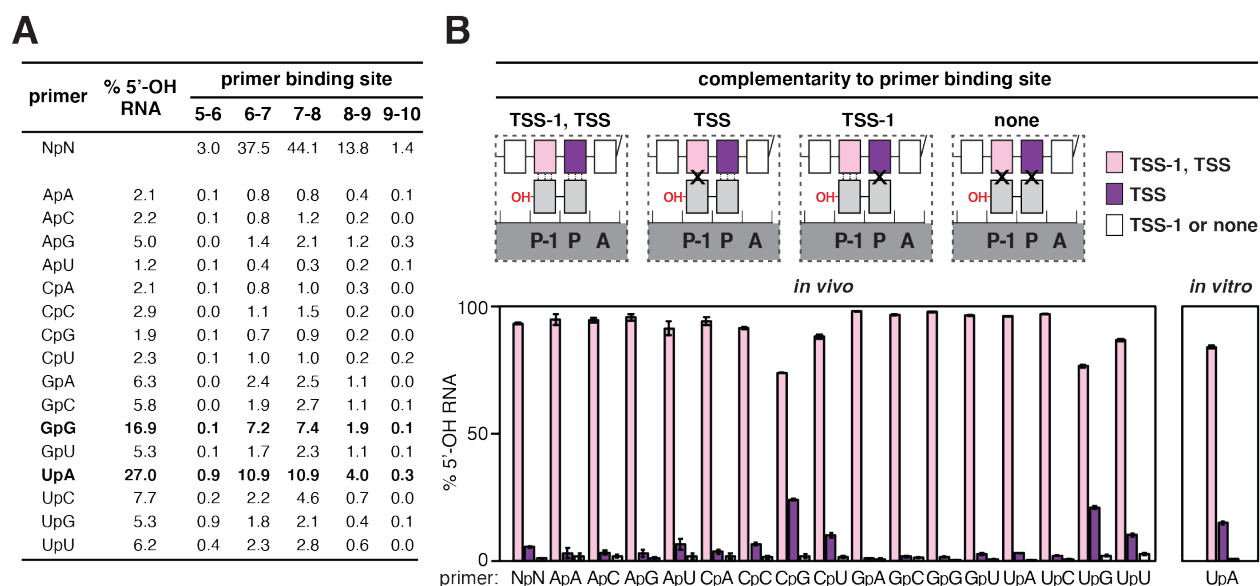 A
primer % 5'-OH RNA primer binding site
5-6 6-7 7-8 8-9 9-10
NpN 3.0 37.5 44.1 13.8 1.4
ApA 2.1 0.1 0.8 0.8 0.4 0.1
ApC 2.2 0.1 0.8 1.2 0.2 0.0
ApG 5.0 0.0 1.4 2.1 1.2 0.3
ApU 1.2 0.1 0.4 0.3 0.2 0.1
CpA 2.1 0.1 0.8 1.0 0.3 0.0
CpC 2.9 0.0 1.1 1.5 0.2 0.0
CpG 1.9 0.1 0.7 0.9 0.2 0.0
CpU 2.3 0.1 1.0 1.0 0.2 0.2
GpA 6.3 0.0 2.4 2.5 1.1 0.0
GpC 5.8 0.0 1.9 2.7 1.1 0.1
GpG 16.9 0.1 7.2 7.4 1.9 0.1
GpU 5.3 0.1 1.7 2.3 1.1 0.1
UpA 27.0 0.9 10.9 10.9 4.0 0.3
UpC 7.7 0.2 2.2 4.6 0.7 0.0
UpG 5.3 0.9 1.8 2.1 0.4 0.1
UpU 6.2 0.4 2.3 2.8 0.6 0.0
B
complementarity to primer binding site
TSS-1, TSS TSS TSS-1 none
X X X X
OH OH OH OH
P-1 P A P-1 P A P-1 P A P-1 P A
TSS-1, TSS
TSS
TSS-1 or none
in vivo in vitro
100
50
0
% 5'-OH RNA
primer: NpN ApA ApC ApG ApU CpA CpC CpG CpU GpA GpC GpG GpU UpA UpC UpG UpU UpA